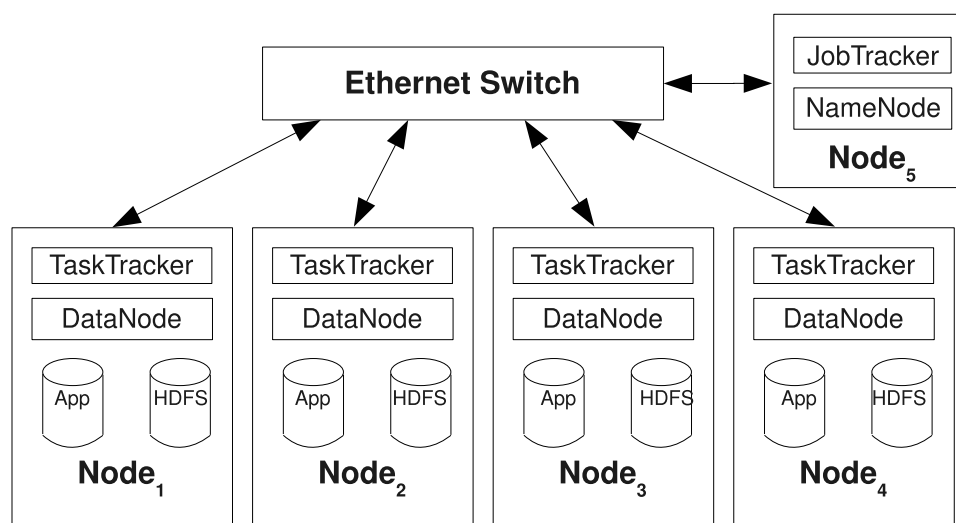 Ethernet Switch
JobTracker
NameNode
Node5
TaskTracker
DataNode
App
HDFS
Node1
TaskTracker
DataNode
App
HDFS
Node2
TaskTracker
DataNode
App
HDFS
Node3
TaskTracker
DataNode
App
HDFS
Node4